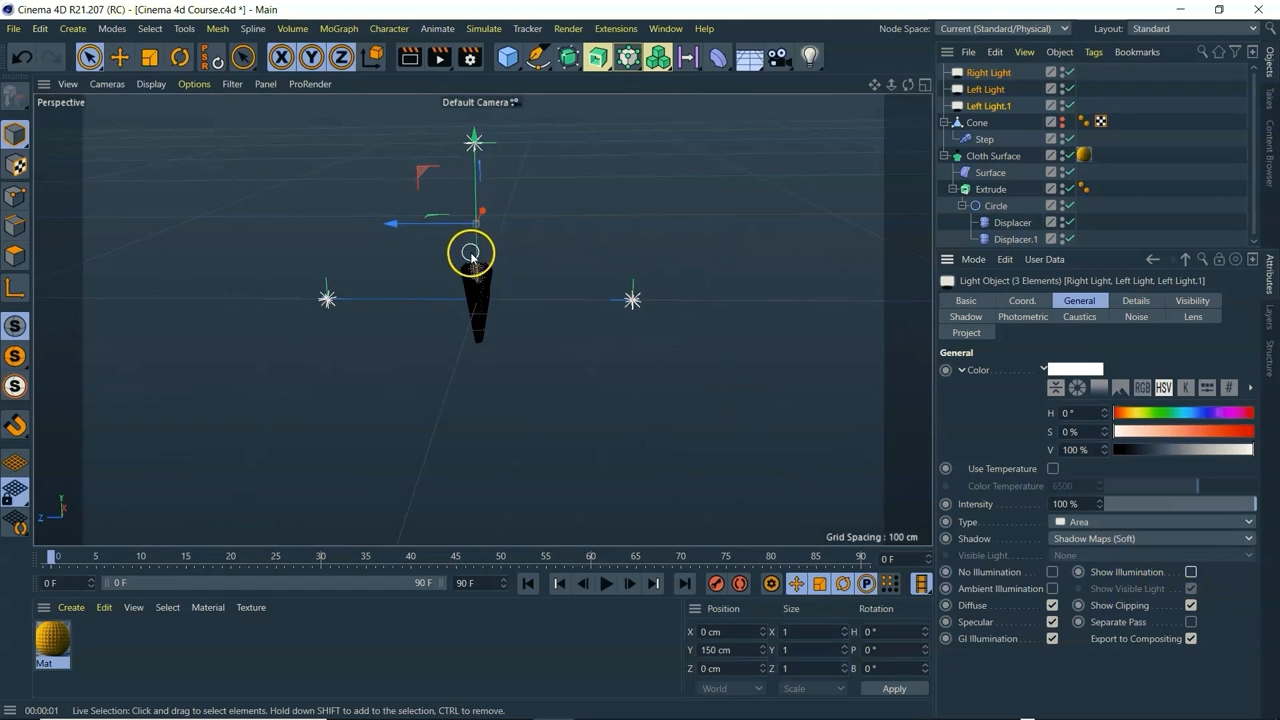 Cinema 4D R21.207 (RC) - [Cinema 4d Course.c4d *] - Main
File Edit Create Modes Select Tools Mesh Spline Volume MoGraph Character Animate Simulate Tracker Render Extensions Window Help Node Space: Current (Standard/Physical) Layout: Standard
X Y Z
File Edit View Object Tags Bookmarks
View Cameras Display Options Filter Panel ProRender
Perspective
Default Camera
Right Light
Left Light
Left Light.1
Cone
Step
Cloth Surface
Surface
Extrude
Circle
Displacer
Displacer.1
Objects
Takes
Content Browser
Attributes
Layers
Structure
Mode Edit User Data
Light Object (3 Elements) [Right Light, Left Light, Left Light.1]
Basic Coord. General Details Visibility
Shadow Photometric Caustics Noise Lens
Project
General
Color
RGB HSV K #
H 0 °
S 0 %
V 100 %
Use Temperature
Color Temperature 6500
Intensity 100 %
Type Area
Shadow Shadow Maps (Soft)
Visible Light None
No Illumination Show Illumination
Ambient Illumination Show Visible Light
Diffuse Show Clipping
Specular Separate Pass
GI Illumination Export to Compositing
Y
X
Z
Grid Spacing : 100 cm
0 5 10 15 20 25 30 35 40 45 50 55 60 65 70 75 80 85 90 0 F
0 F 0 F 90 F 90 F
Create Edit View Select Material Texture
Mat
Position Size Rotation
X 0 cm X 1 H 0 °
Y 150 cm Y 1 P 0 °
Z 0 cm Z 1 B 0 °
World Scale Apply
00:00:01 Live Selection: Click and drag to select elements. Hold down SHIFT to add to the selection, CTRL to remove.